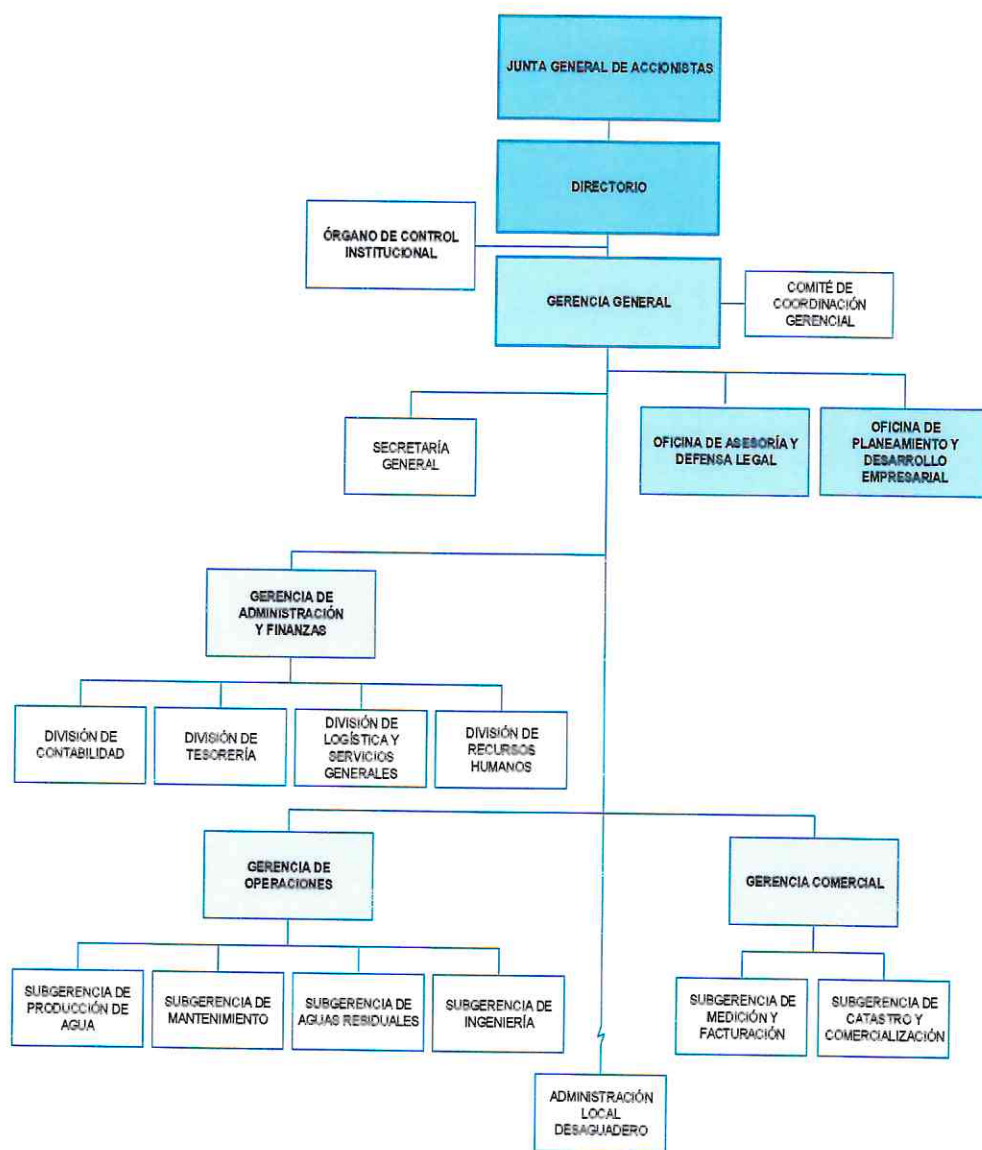 JUNTA GENERAL DE ACCIONISTAS
DIRECTORIO
ÓRGANO DE CONTROL
INSTITUCIONAL
GERENCIA GENERAL
COMITÉ DE
COORDINACIÓN
GERENCIAL
SECRETARÍA
GENERAL
OFICINA DE ASESORÍA Y
DEFENSA LEGAL
OFICINA DE
PLANEAMIENTO Y
DESARROLLO
EMPRESARIAL
GERENCIA DE
ADMINISTRACIÓN
Y FINANZAS
DIVISIÓN DE
CONTABILIDAD
DIVISIÓN DE
TESORERÍA
DIVISIÓN DE
LOGÍSTICA Y
SERVICIOS
GENERALES
DIVISIÓN DE
RECURSOS
HUMANOS
GERENCIA DE
OPERACIONES
GERENCIA COMERCIAL
SUBGERENCIA DE
PRODUCCIÓN DE
AGUA
SUBGERENCIA DE
MANTENIMIENTO
SUBGERENCIA DE
AGUAS RESIDUALES
SUBGERENCIA DE
INGENIERÍA
SUBGERENCIA DE
MEDICIÓN Y
FACTURACIÓN
SUBGERENCIA DE
CATASTRO Y
COMERCIALIZACIÓN
ADMINISTRACIÓN
LOCAL
DESAGUADERO